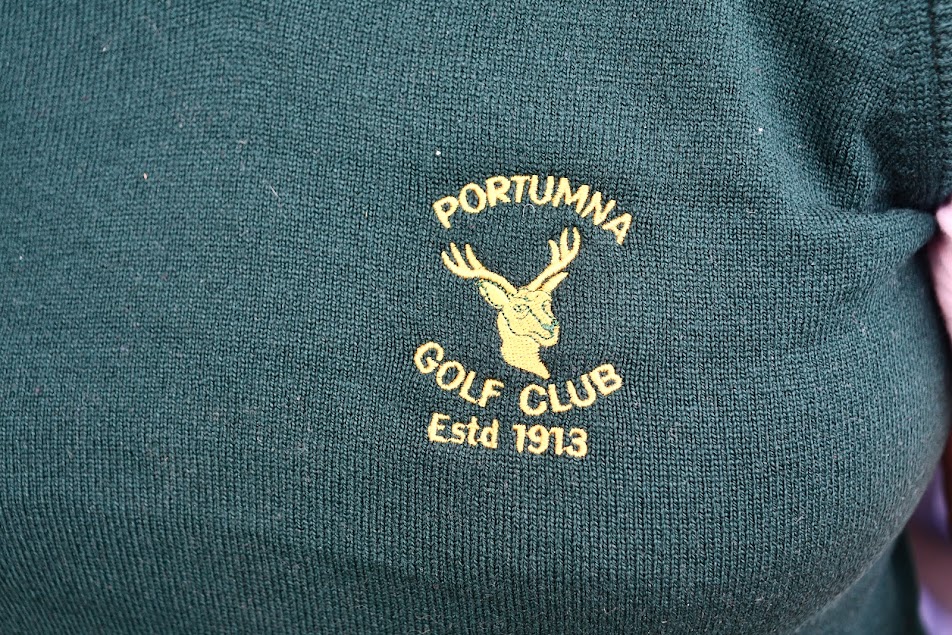 PORTUMNA
GOLF CLUB
Estd 1913